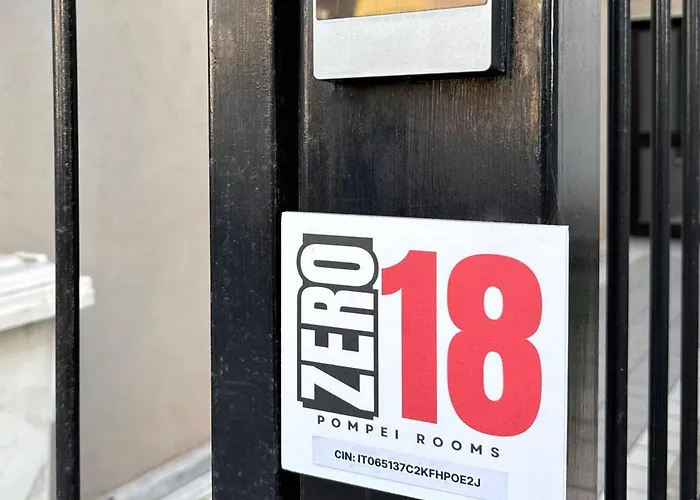 ZERO 18
POMPEI ROOMS
CIN: IT065137C2KFHPOE2J